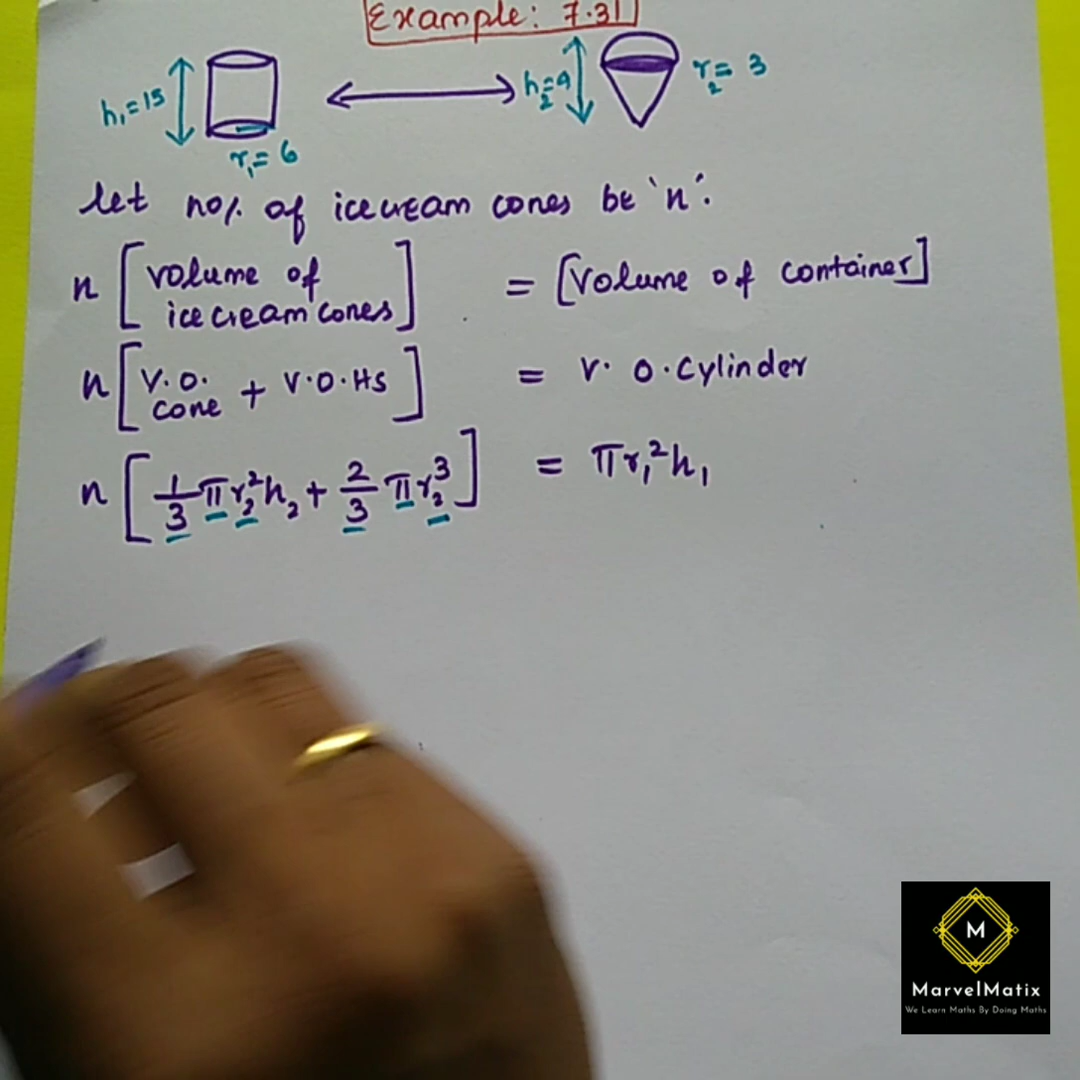 Example: 7.31
h₁=15
r₁= 6
h₂=9
r₂= 3
let no/. of icecream cones be 'n'.
n [volume of icecream cones] = [volume of container]
n [V.O. cone + V.O.HS] = V. O.Cylinder
n [1/3 πr₂²h₂ + 2/3 πr₂³] = πr₁²h₁
M
MarvelMatix
We Learn Maths By Doing Maths